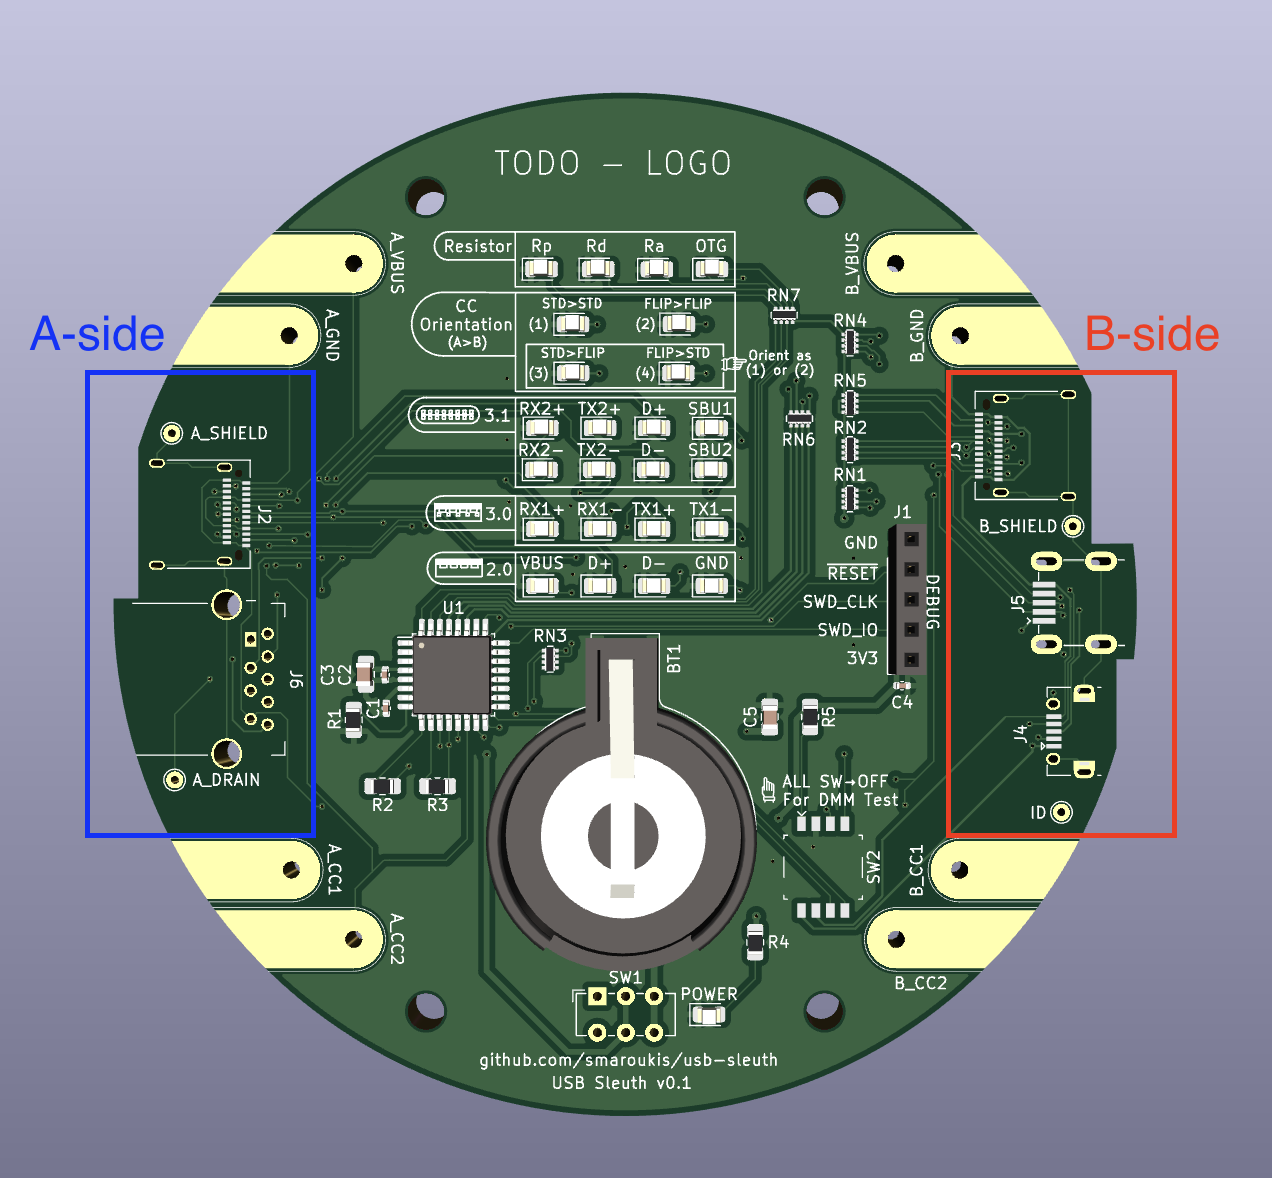 TODO - LOGO
A_VBUS
Resistor
Rp
Rd
Ra
OTG
B_VBUS
A_GND
CC
Orientation
(A>B)
STD>STD
(1)
FLIP>FLIP
(2)
STD>FLIP
(3)
FLIP>STD
(4)
Orient as
(1) or (2)
RN7
RN4
B_GND
A-side
B-side
RN5
RN6
RN2
RN1
3.1
RX2+
TX2+
D+
SBU1
RX2-
TX2-
D-
SBU2
3.0
RX1+
RX1-
TX1+
TX1-
2.0
VBUS
D+
D-
GND
A_SHIELD
J2
J3
B_SHIELD
J1
GND
RESET
SWD_CLK
SWD_IO
3V3
DEBUG
J5
U1
RN3
BT1
J6
C3
C2
C1
R1
R2
R3
C5
R5
C4
J4
A_DRAIN
ALL SW→OFF
For DMM Test
ID
SW2
A_CC1
B_CC1
A_CC2
B_CC2
R4
SW1
POWER
github.com/smaroukis/usb-sleuth
USB Sleuth v0.1